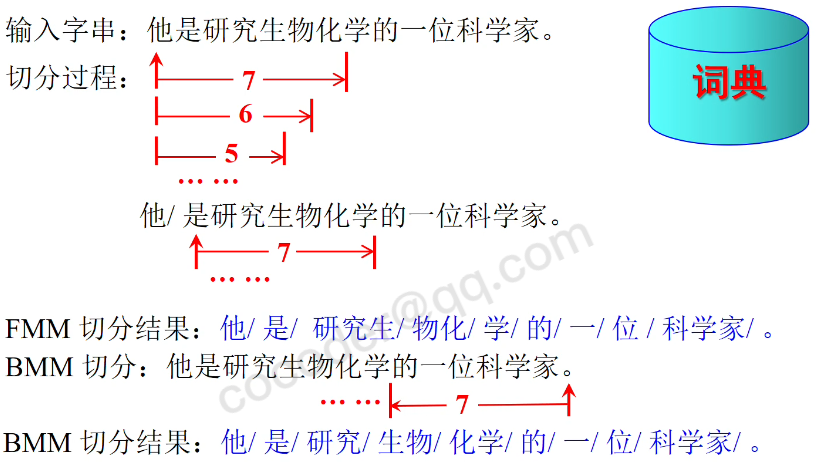 输入字串：他是研究生物化学的一位科学家。
词典
切分过程：
7
6
5
… …
他/ 是研究生物化学的一位科学家。
7
… …
FMM 切分结果：他/ 是/ 研究生/ 物化/ 学/ 的/ 一/ 位 / 科学家/ 。
BMM 切分：他是研究生物化学的一位科学家。
… …
7
BMM 切分结果：他/ 是/ 研究/ 生物/ 化学/ 的/ 一/ 位/ 科学家/ 。